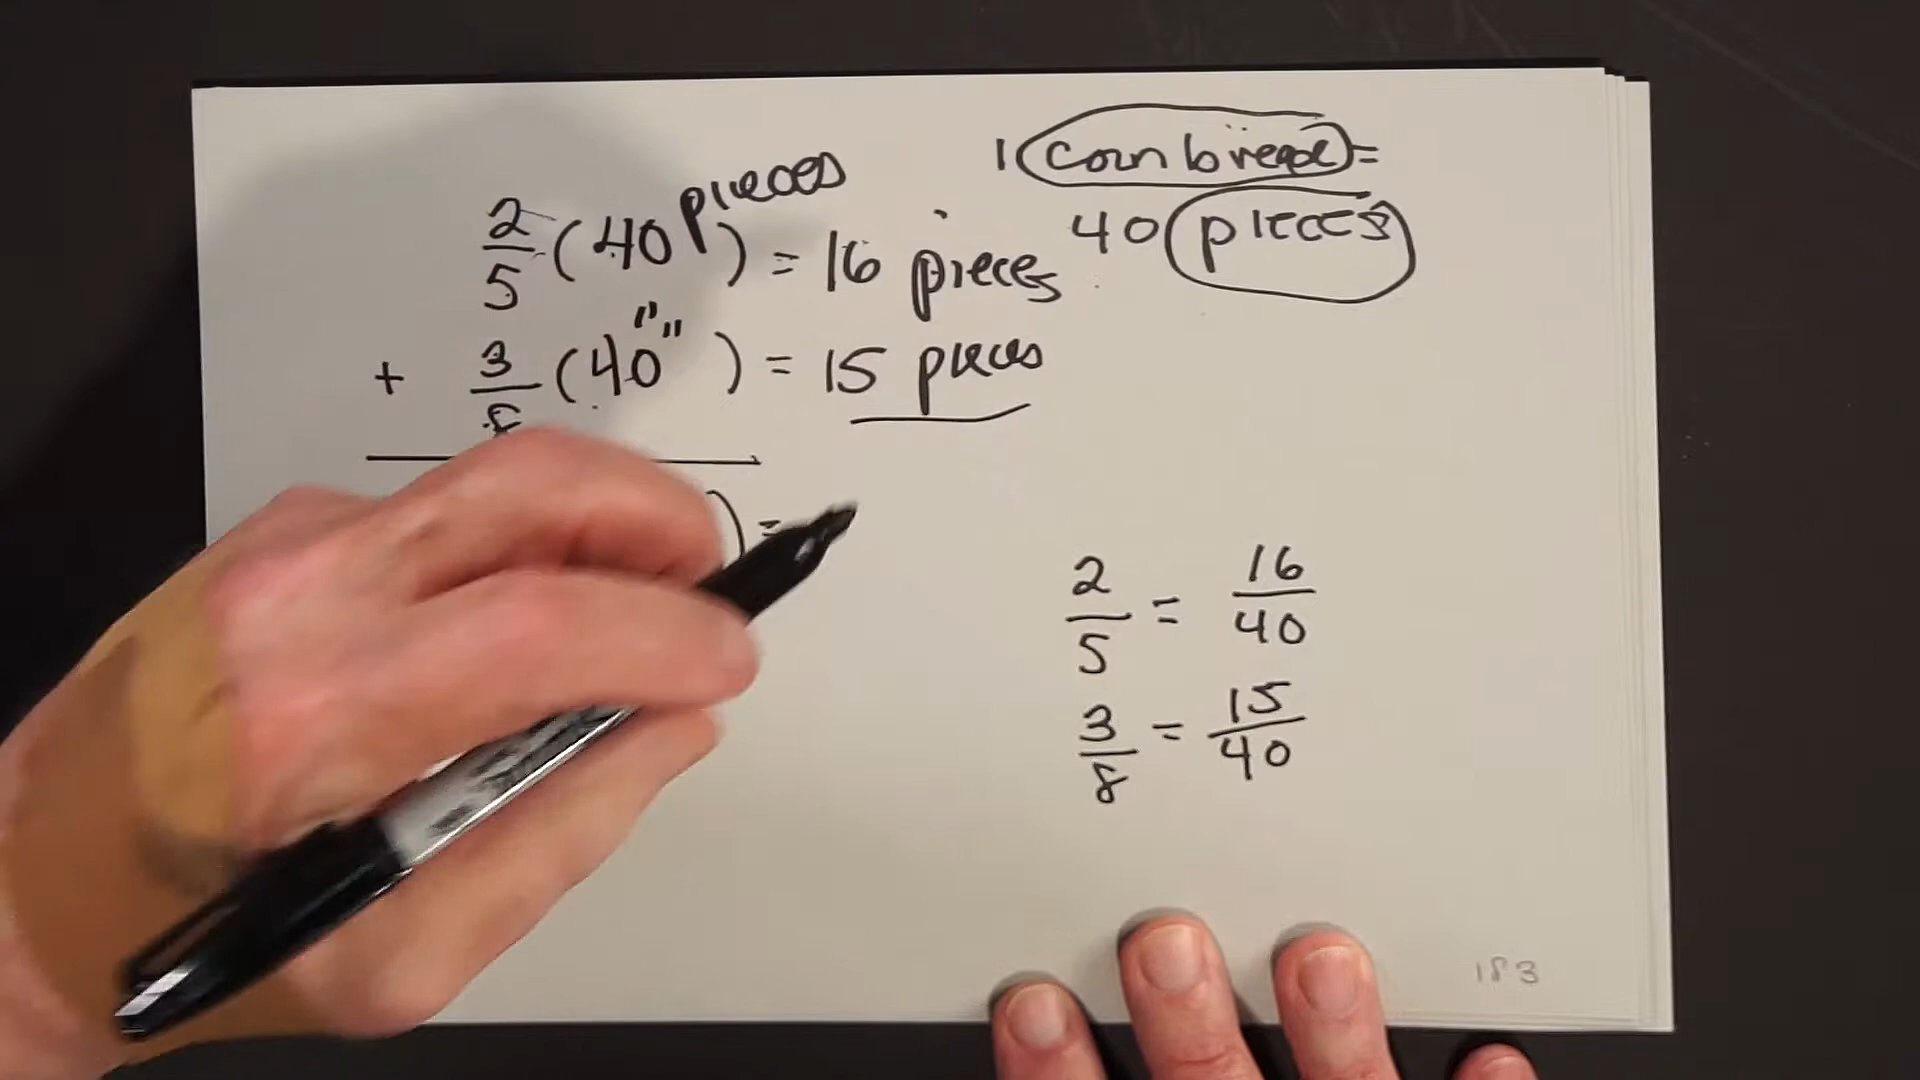 1 cornbread =
40 pieces
2/5 (40 pieces) = 16 pieces
+ 3/8 (40 " ") = 15 pieces
) =
2/5 = 16/40
3/8 = 15/40
183